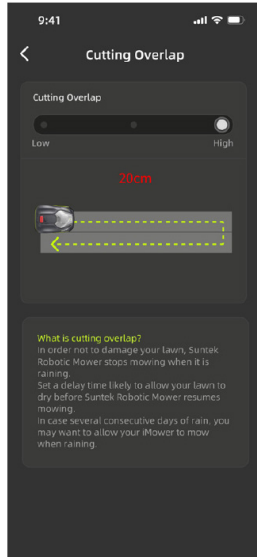 9:41
Cutting Overlap
Cutting Overlap
Low High
20cm
What is cutting overlap?
In order not to damage your lawn, Suntek
Robotic Mower stops mowing when it is
raining.
Set a delay time likely to allow your lawn to
dry before Suntek Robotic Mower resumes
mowing.
In case several consecutive days of rain, you
may want to allow your iMower to mow
when raining.